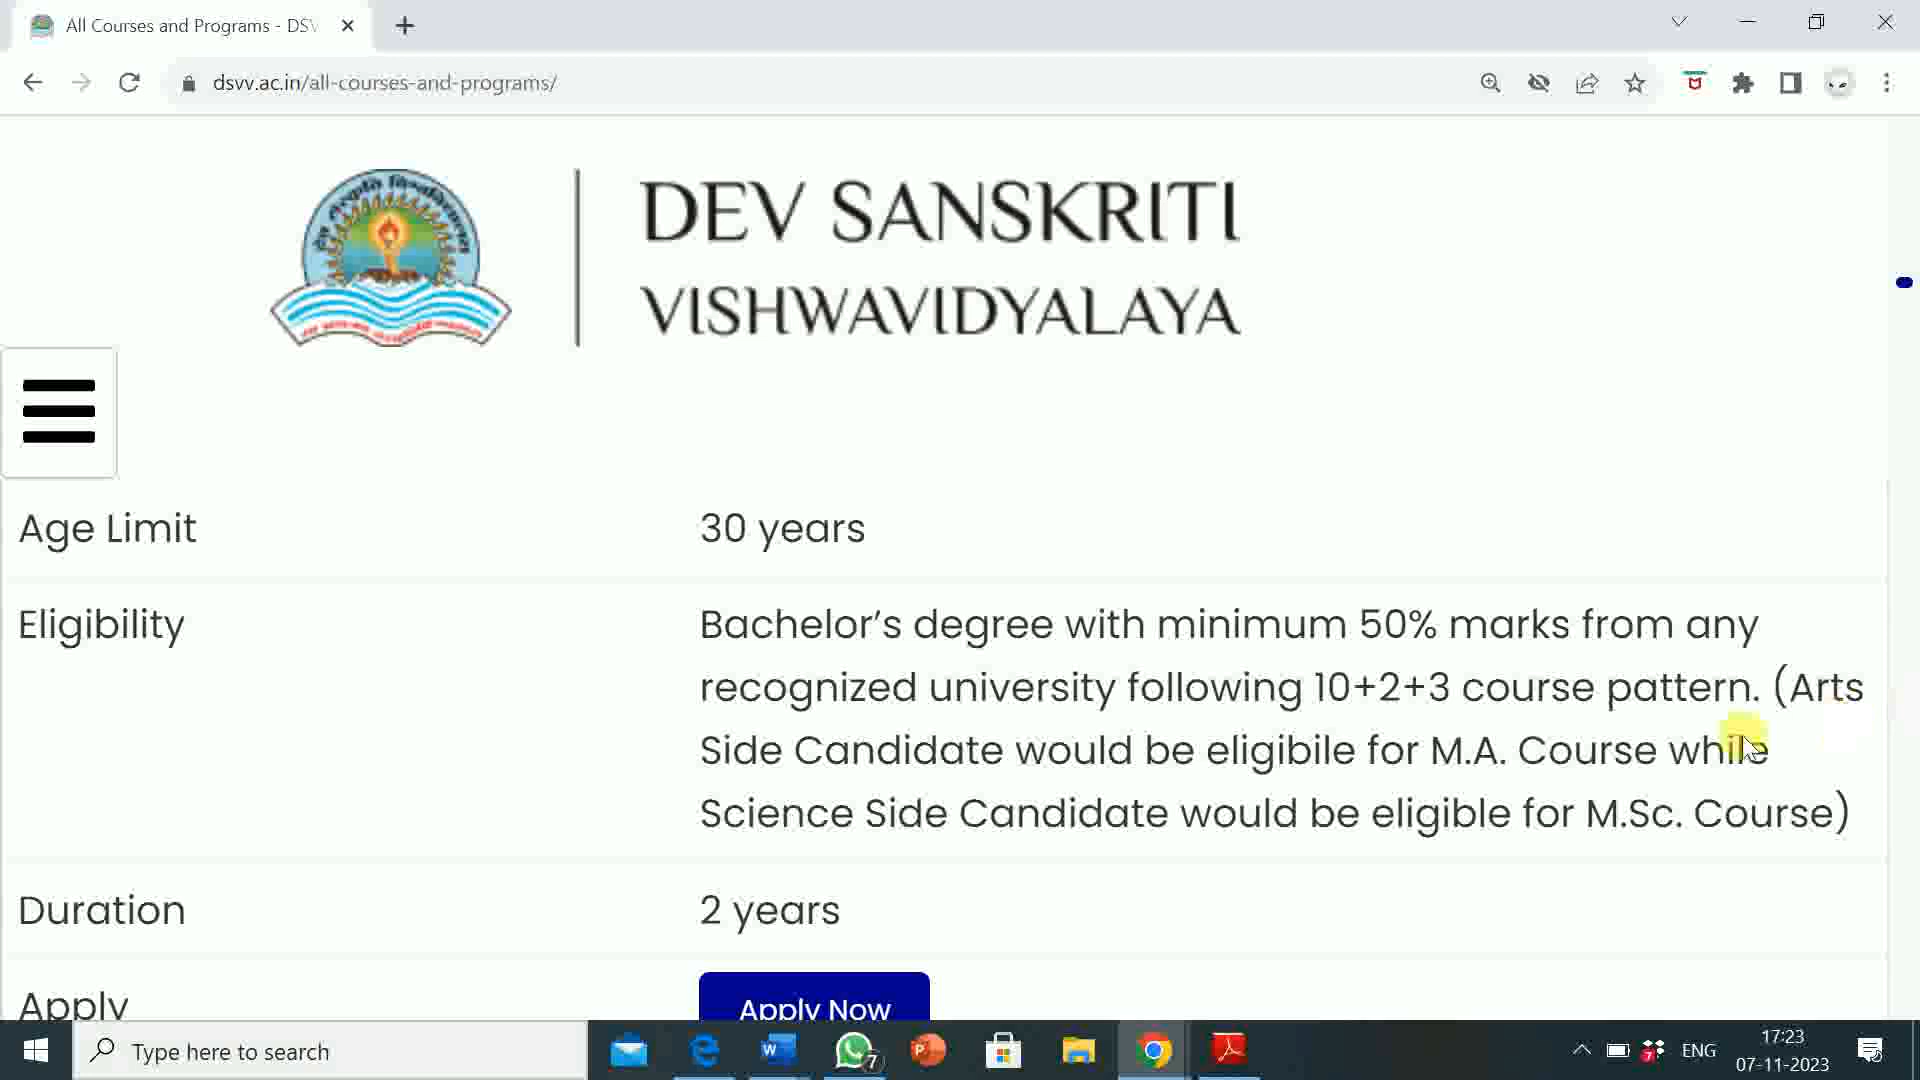 All Courses and Programs - DSV
dsvv.ac.in/all-courses-and-programs/
DEV SANSKRITI
VISHWAVIDYALAYA
Age Limit
30 years
Eligibility
Bachelor’s degree with minimum 50% marks from any
recognized university following 10+2+3 course pattern. (Arts
Side Candidate would be eligibile for M.A. Course while
Science Side Candidate would be eligible for M.Sc. Course)
Duration
2 years
Apply
Apply Now
Type here to search
7
7
ENG
17:23
07-11-2023